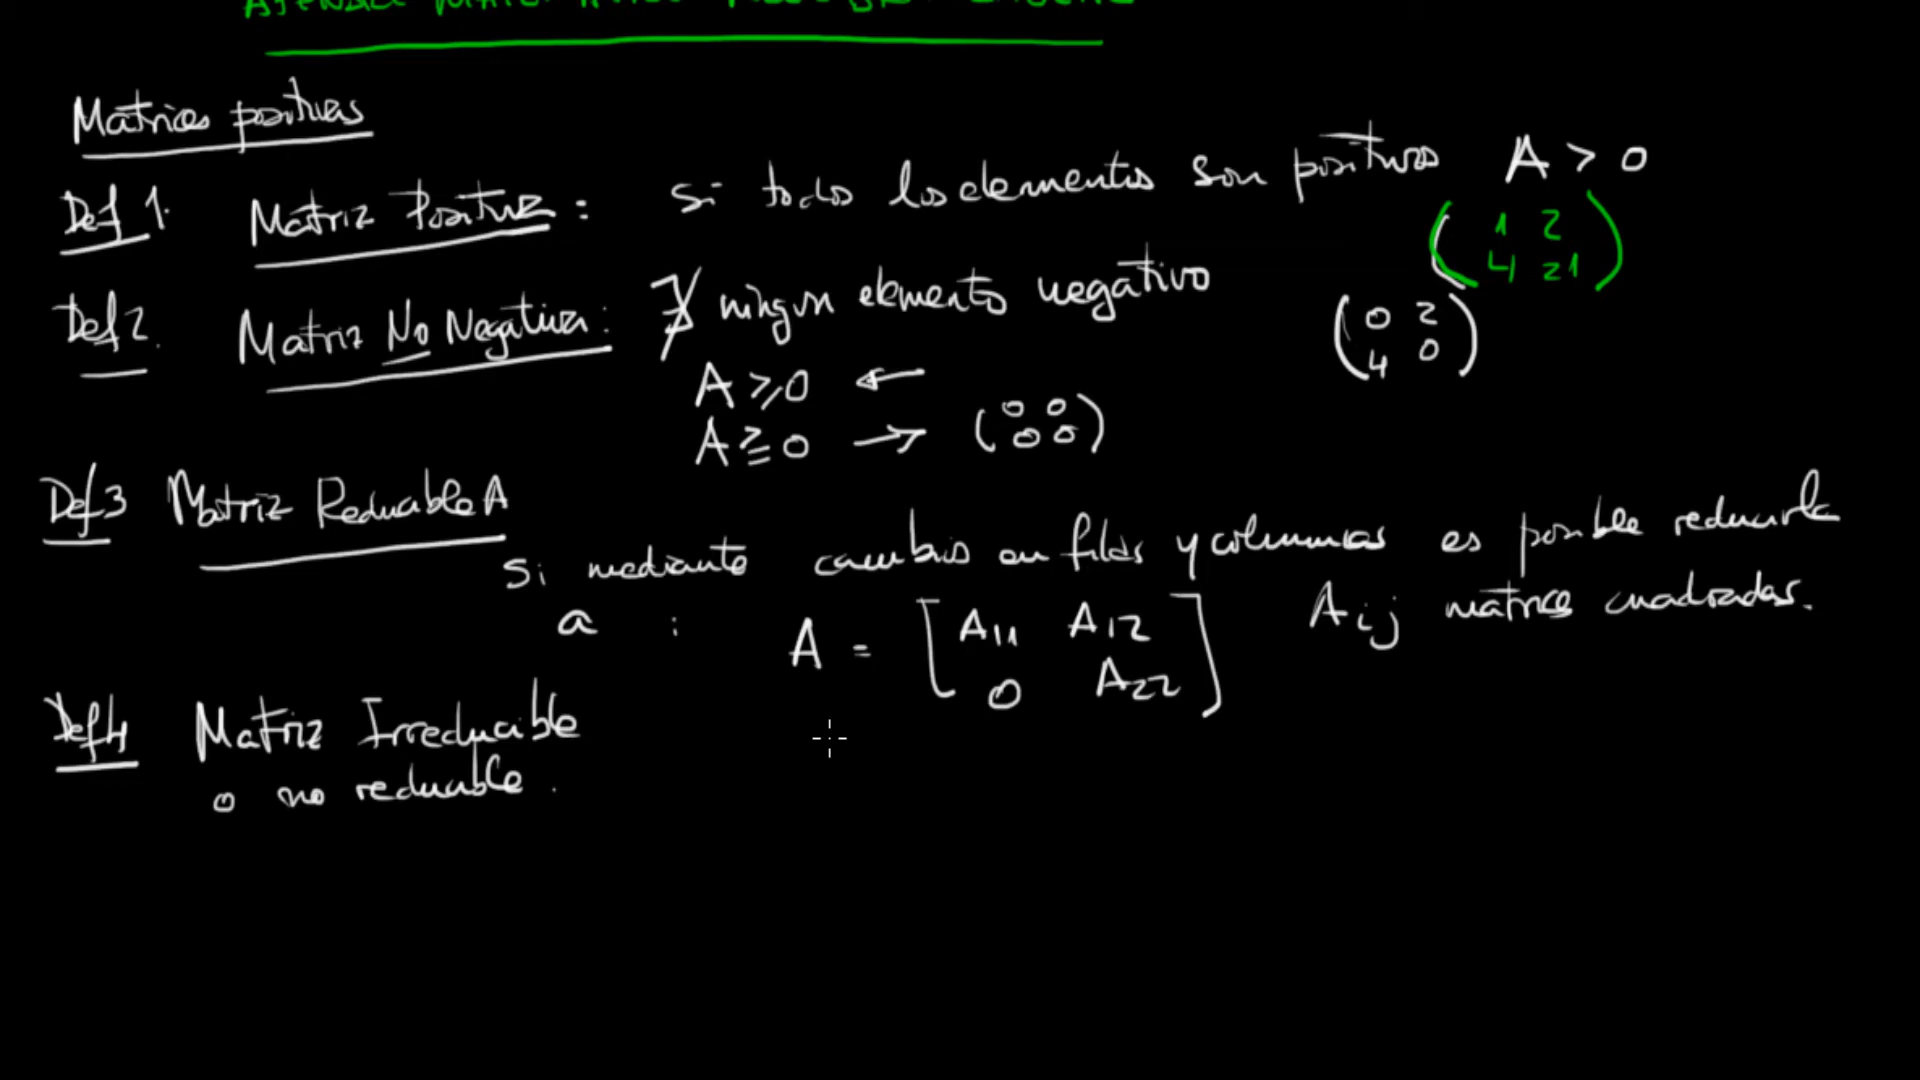 Matrices positivas
Def 1. Matriz Positiva: Si todos los elementos son positivos A > 0
( 1 2
4 21 )
Def 2. Matriz No Negativa: ∄ ningun elemento negativo
( 0 2
4 0 )
A ⩾ 0 ←
A ≧ 0 → ( 0 0
0 0 )
Def 3 Matriz Reducible A
Si mediante cambios en filas y columnas es posible reducirla
a : A = [ A11 A12
0 A22 ] Aij matrices cuadradas.
Def 4 Matriz Irreducible
o no reducible.